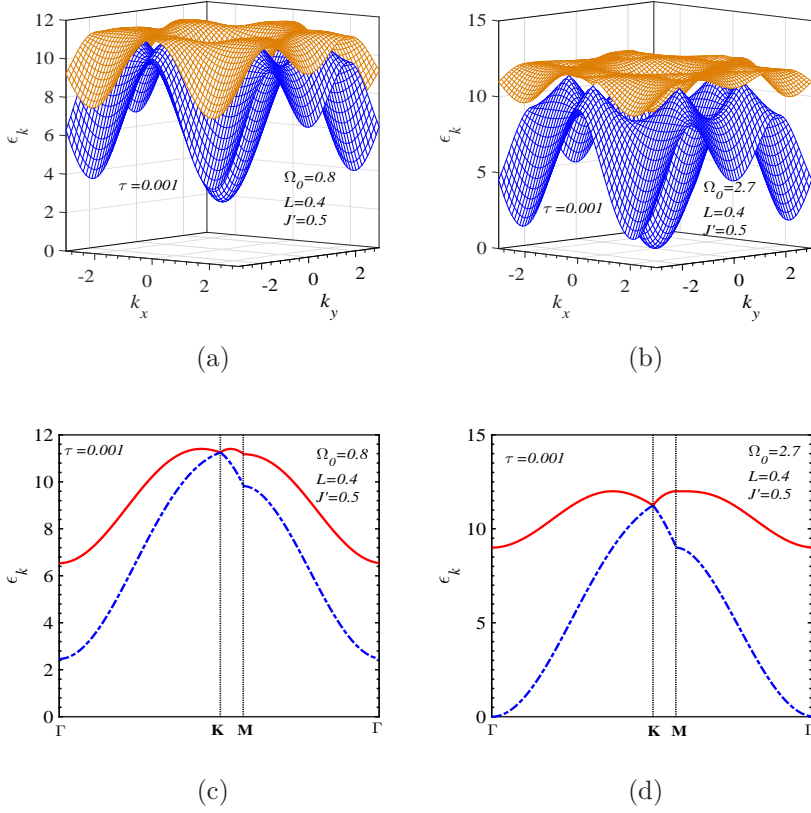 12
10
8
6
4
2
0
ϵ_k
τ =0.001
Ω_0=0.8
L=0.4
J'=0.5
-2
0
2
k_x
-2
0
2
k_y
(a)
15
10
5
0
ϵ_k
τ =0.001
Ω_0=2.7
L=0.4
J'=0.5
-2
0
2
k_x
-2
0
2
k_y
(b)
12
10
8
6
4
2
0
ϵ_k
τ =0.001
Ω_0=0.8
L=0.4
J'=0.5
Γ K M Γ
(c)
15
10
5
0
ϵ_k
τ =0.001
Ω_0=2.7
L=0.4
J'=0.5
Γ K M Γ
(d)